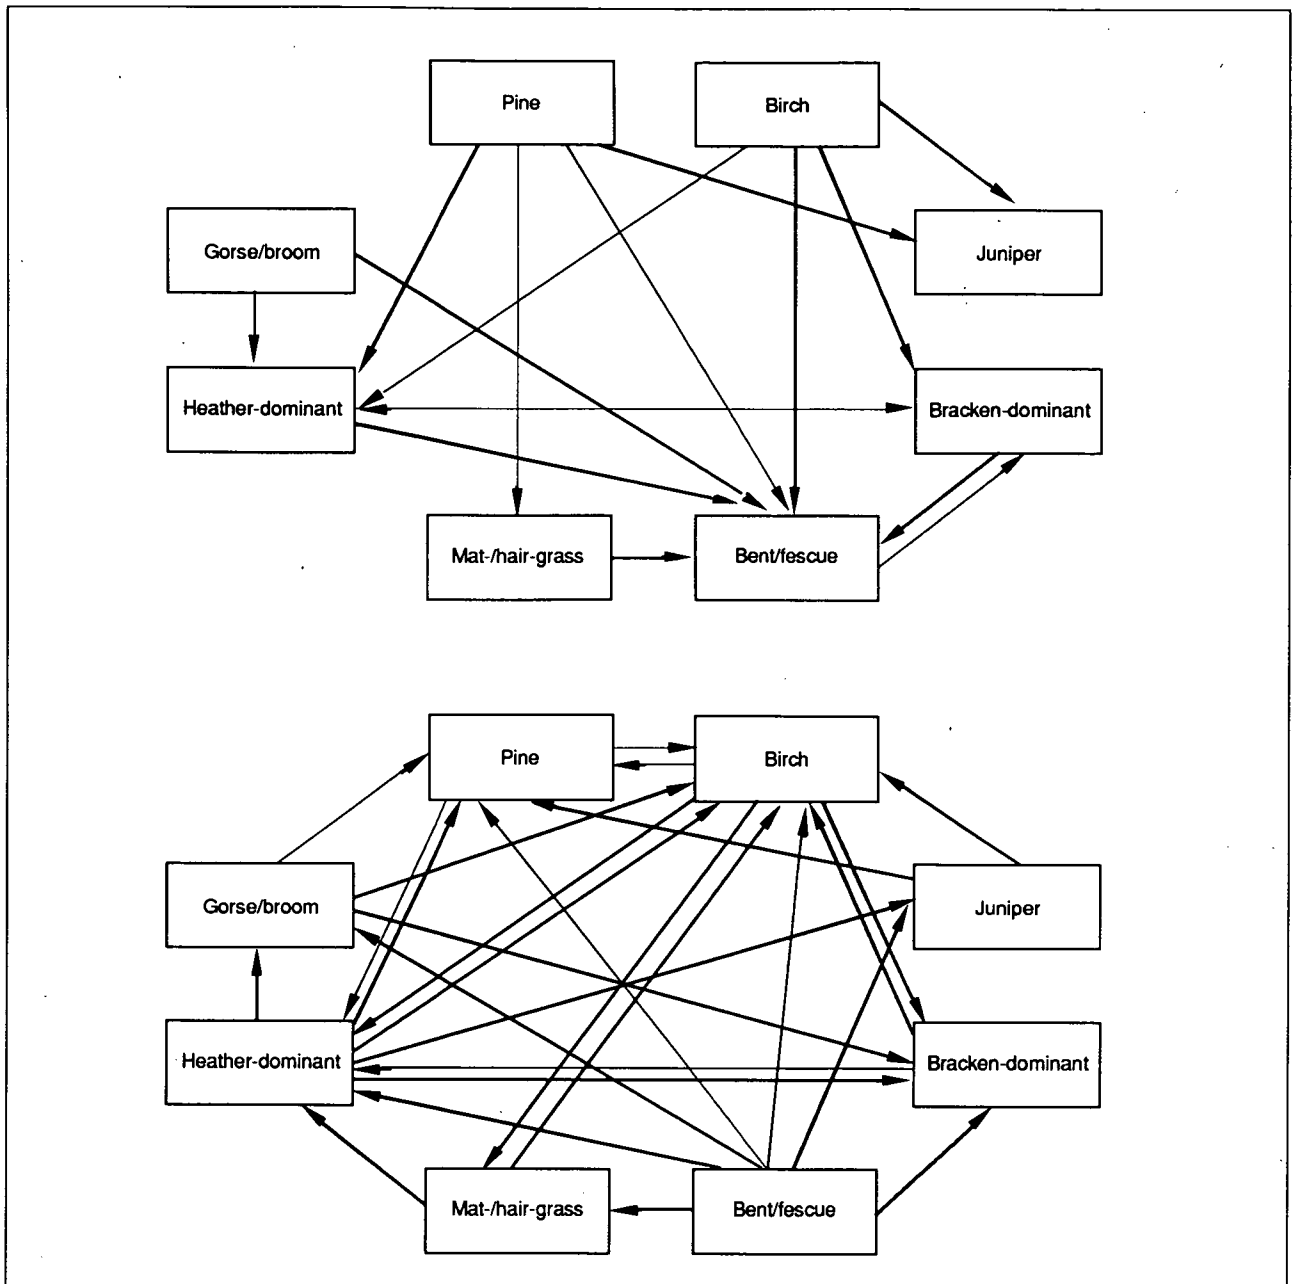 Pine
Birch
Gorse/broom
Juniper
Heather-dominant
Bracken-dominant
Mat-/hair-grass
Bent/fescue
Pine
Birch
Gorse/broom
Juniper
Heather-dominant
Bracken-dominant
Mat-/hair-grass
Bent/fescue